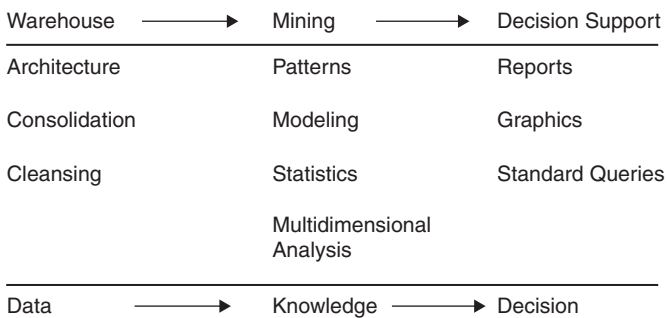 Warehouse → Mining → Decision Support
Architecture Patterns Reports
Consolidation Modeling Graphics
Cleansing Statistics Standard Queries
Multidimensional
Analysis
Data → Knowledge → Decision